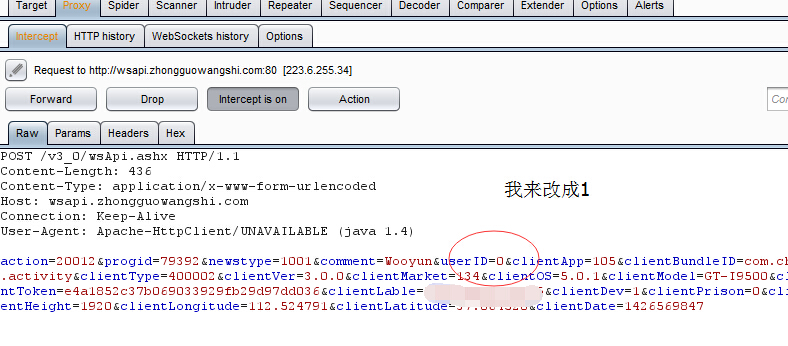 Target Proxy Spider Scanner Intruder Repeater Sequencer Decoder Comparer Extender Options Alerts
Intercept HTTP history WebSockets history Options
Request to http://wsapi.zhongguowangshi.com:80 [223.6.255.34]
Forward Drop Intercept is on Action
Raw Params Headers Hex
POST /v3_0/wsApi.ashx HTTP/1.1
Content-Length: 436
Content-Type: application/x-www-form-urlencoded
我来改成1
Host: wsapi.zhongguowangshi.com
Connection: Keep-Alive
User-Agent: Apache-HttpClient/UNAVAILABLE (java 1.4)
action=20012&progid=79392&newstype=1001&comment=Wooyun&userID=0&clientApp=105&clientBundleID=com.ch
.activity&clientType=400002&clientVer=3.0.0&clientMarket=134&clientOS=5.0.1&clientModel=GT-I9500&cl
ntToken=e4a1852c37b069033929fb29d97dd036&clientLable= &clientDev=1&clientPrison=0&cl
entHeight=1920&clientLongitude=112.524791&clientLatitude= &clientDate=1426569847